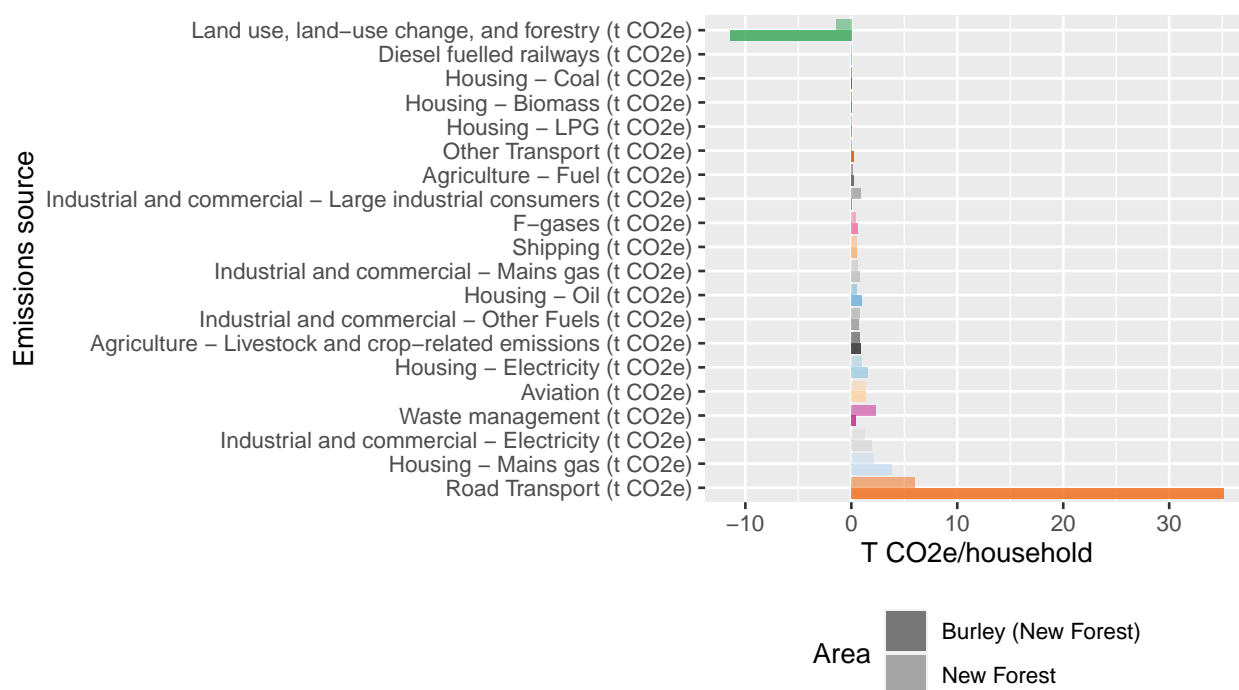 Emissions source
Land use, land−use change, and forestry (t CO2e)
Diesel fuelled railways (t CO2e)
Housing − Coal (t CO2e)
Housing − Biomass (t CO2e)
Housing − LPG (t CO2e)
Other Transport (t CO2e)
Agriculture − Fuel (t CO2e)
Industrial and commercial − Large industrial consumers (t CO2e)
F−gases (t CO2e)
Shipping (t CO2e)
Industrial and commercial − Mains gas (t CO2e)
Housing − Oil (t CO2e)
Industrial and commercial − Other Fuels (t CO2e)
Agriculture − Livestock and crop−related emissions (t CO2e)
Housing − Electricity (t CO2e)
Aviation (t CO2e)
Waste management (t CO2e)
Industrial and commercial − Electricity (t CO2e)
Housing − Mains gas (t CO2e)
Road Transport (t CO2e)
−10 0 10 20 30
T CO2e/household
Area
Burley (New Forest)
New Forest